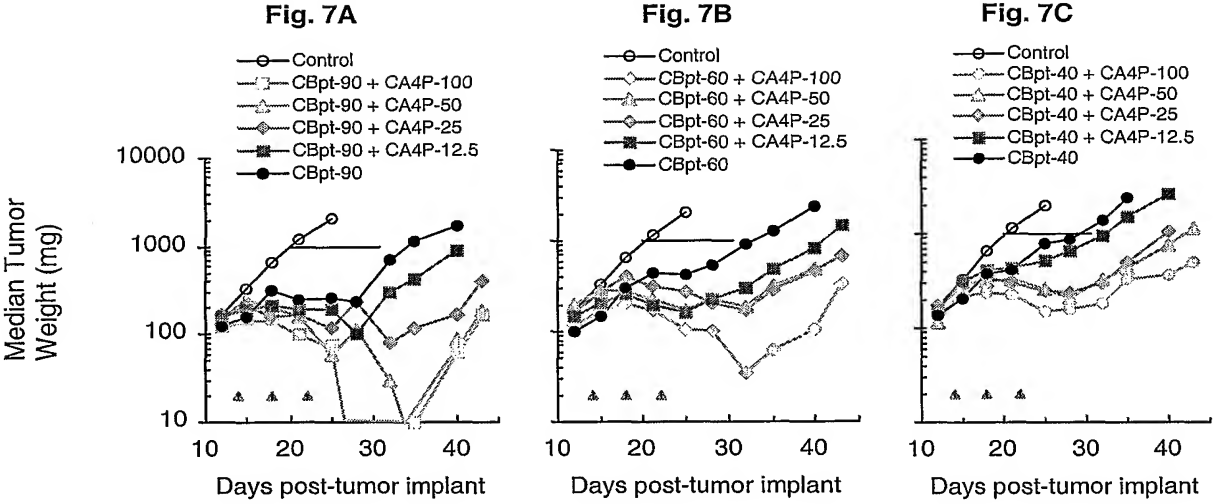 Fig. 7A
Control
CBpt-90 + CA4P-100
CBpt-90 + CA4P-50
CBpt-90 + CA4P-25
CBpt-90 + CA4P-12.5
CBpt-90
Median Tumor
Weight (mg)
10000
1000
100
10
10 20 30 40
Days post-tumor implant
Fig. 7B
Control
CBpt-60 + CA4P-100
CBpt-60 + CA4P-50
CBpt-60 + CA4P-25
CBpt-60 + CA4P-12.5
CBpt-60
10 20 30 40
Days post-tumor implant
Fig. 7C
Control
CBpt-40 + CA4P-100
CBpt-40 + CA4P-50
CBpt-40 + CA4P-25
CBpt-40 + CA4P-12.5
CBpt-40
10 20 30 40
Days post-tumor implant